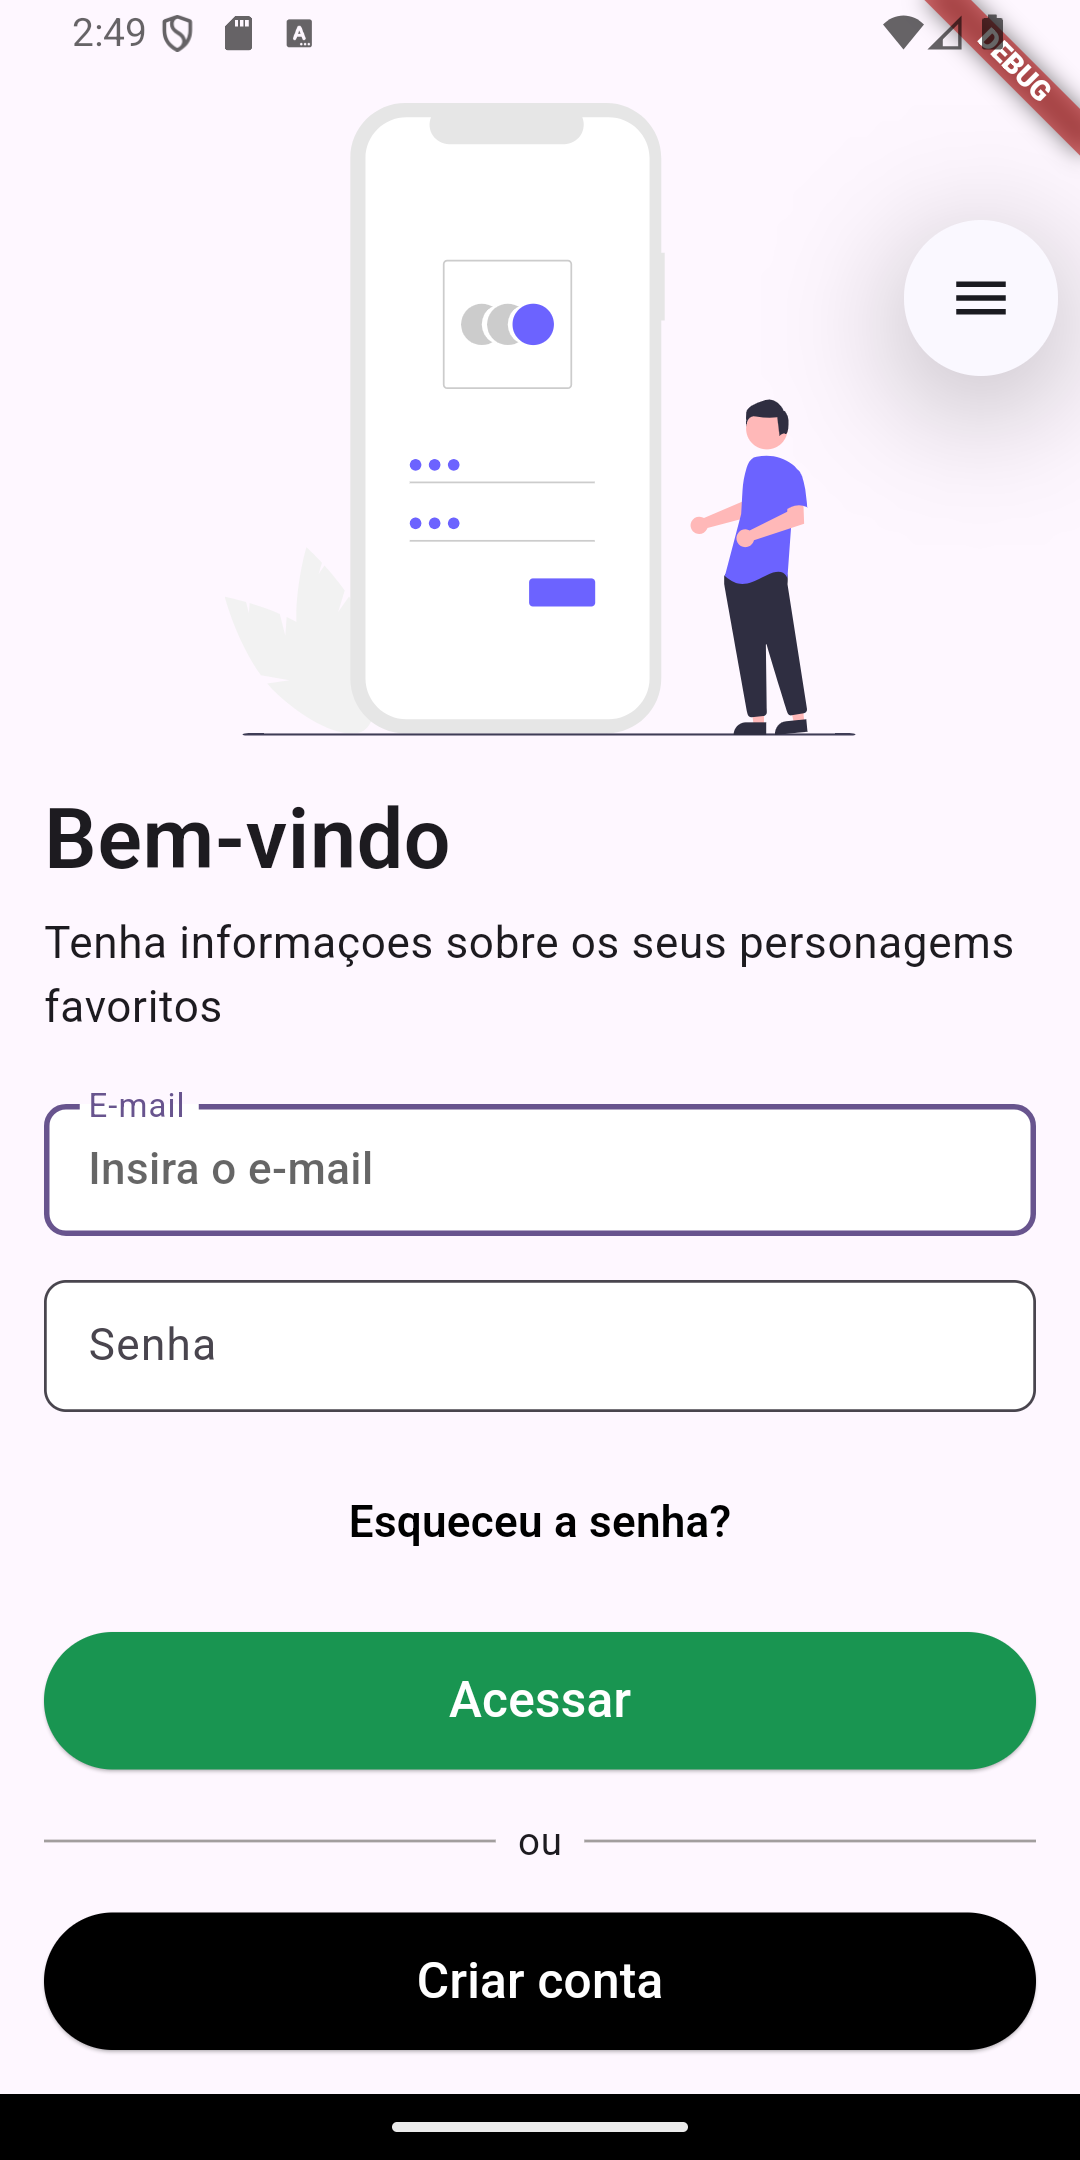 2:49
DEBUG
Bem-vindo
Tenha informaçoes sobre os seus personagems
favoritos
E-mail
Insira o e-mail
Senha
Esqueceu a senha?
Acessar
ou
Criar conta